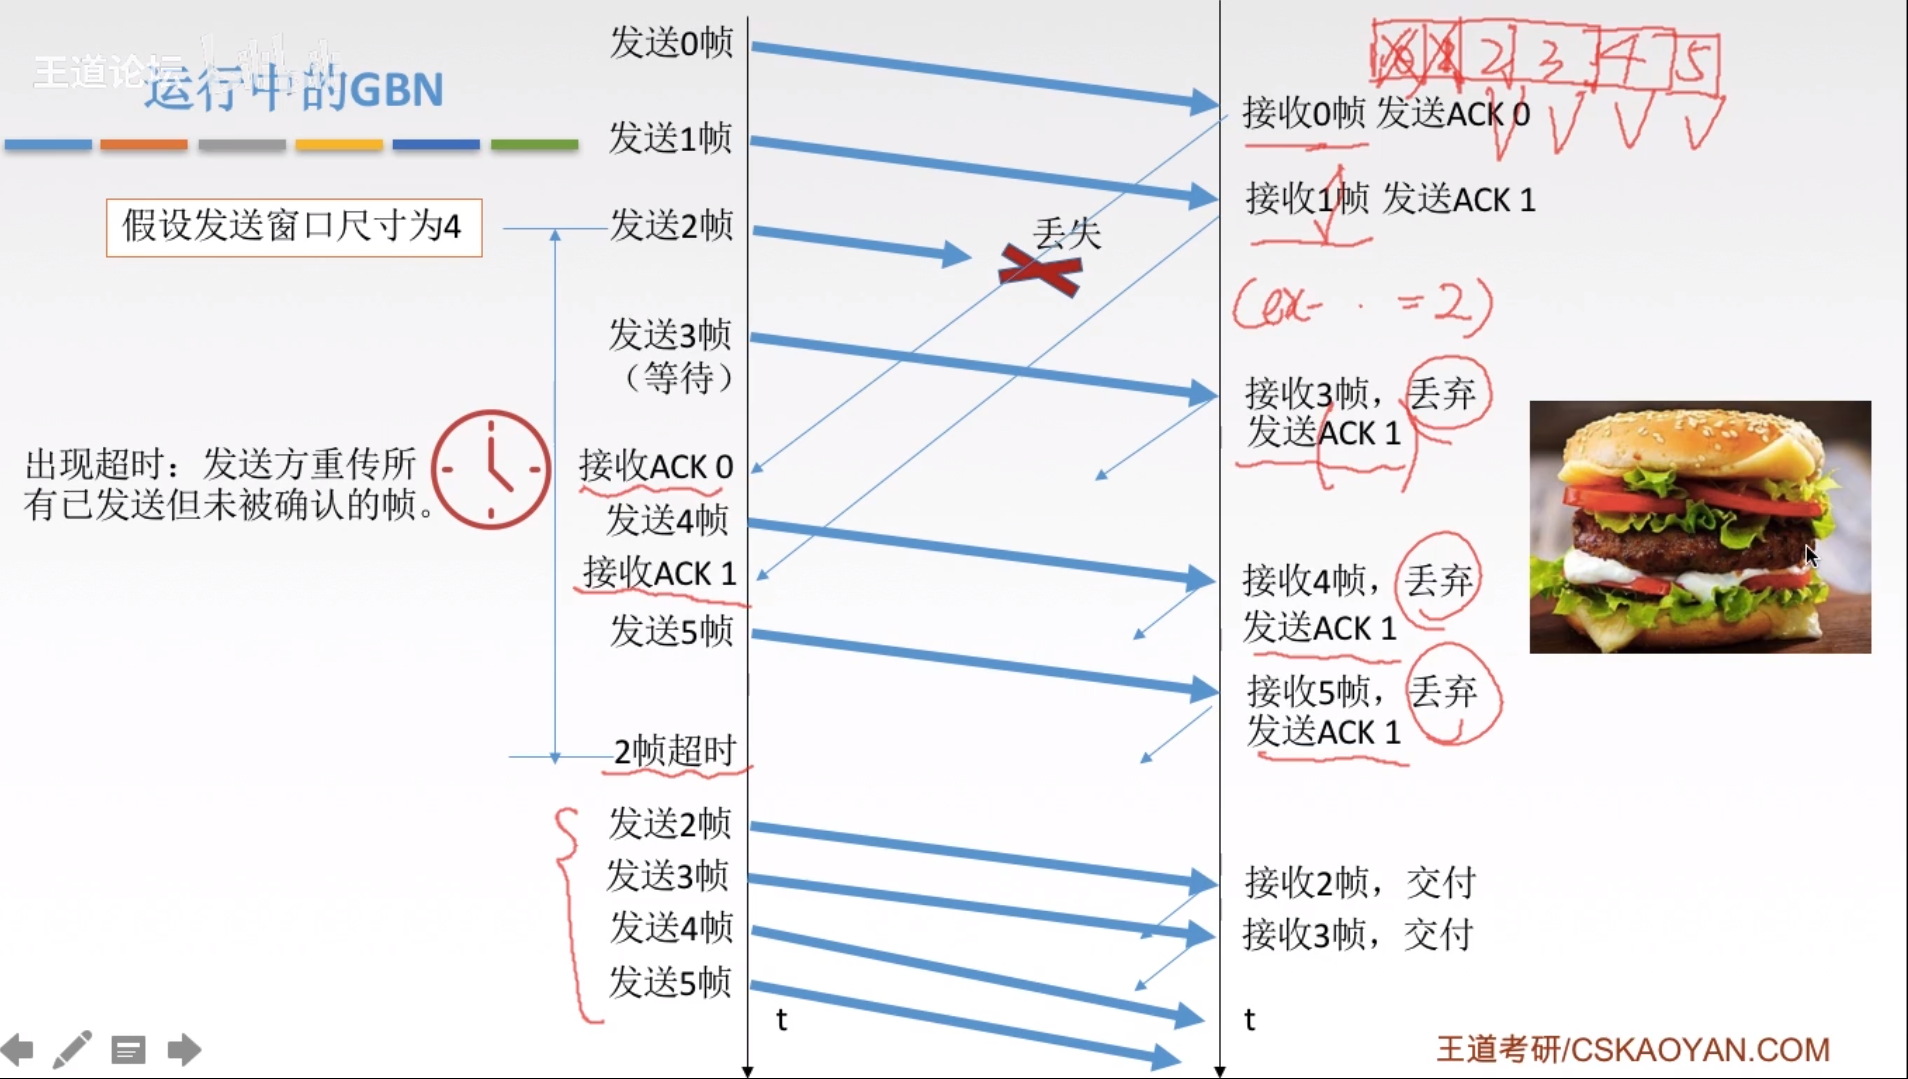 王道论坛
运行中的GBN
假设发送窗口尺寸为4
出现超时：发送方重传所
有已发送但未被确认的帧。
发送0帧
发送1帧
发送2帧
发送3帧
（等待）
接收ACK 0
发送4帧
接收ACK 1
发送5帧
2帧超时
发送2帧
发送3帧
发送4帧
发送5帧
t
丢失
0 1 2 3 4 5
接收0帧 发送ACK 0
接收1帧 发送ACK 1
(ex- · =2)
接收3帧，丢弃
发送ACK 1
接收4帧，丢弃
发送ACK 1
接收5帧，丢弃
发送ACK 1
接收2帧，交付
接收3帧，交付
t
王道考研/CSKAOYAN.COM